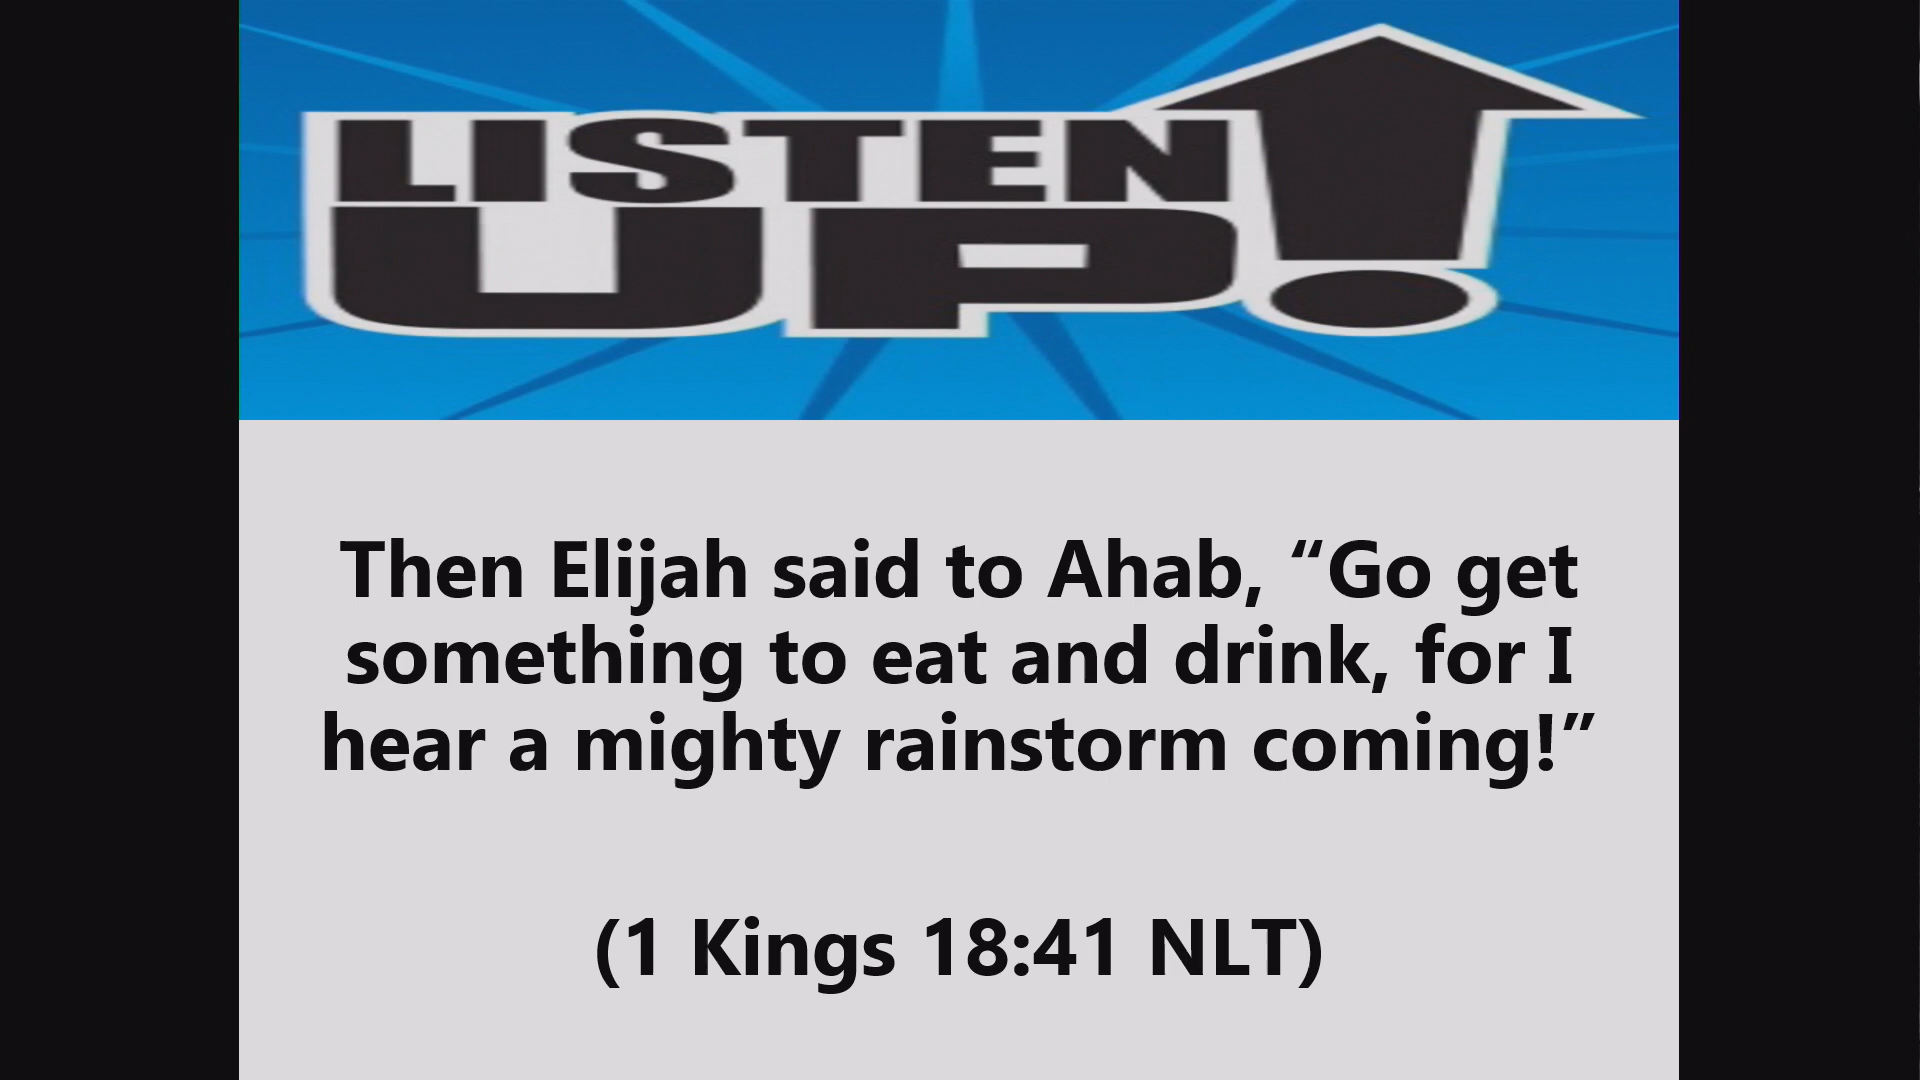 LISTEN
UP!
Then Elijah said to Ahab, “Go get
something to eat and drink, for I
hear a mighty rainstorm coming!”
(1 Kings 18:41 NLT)